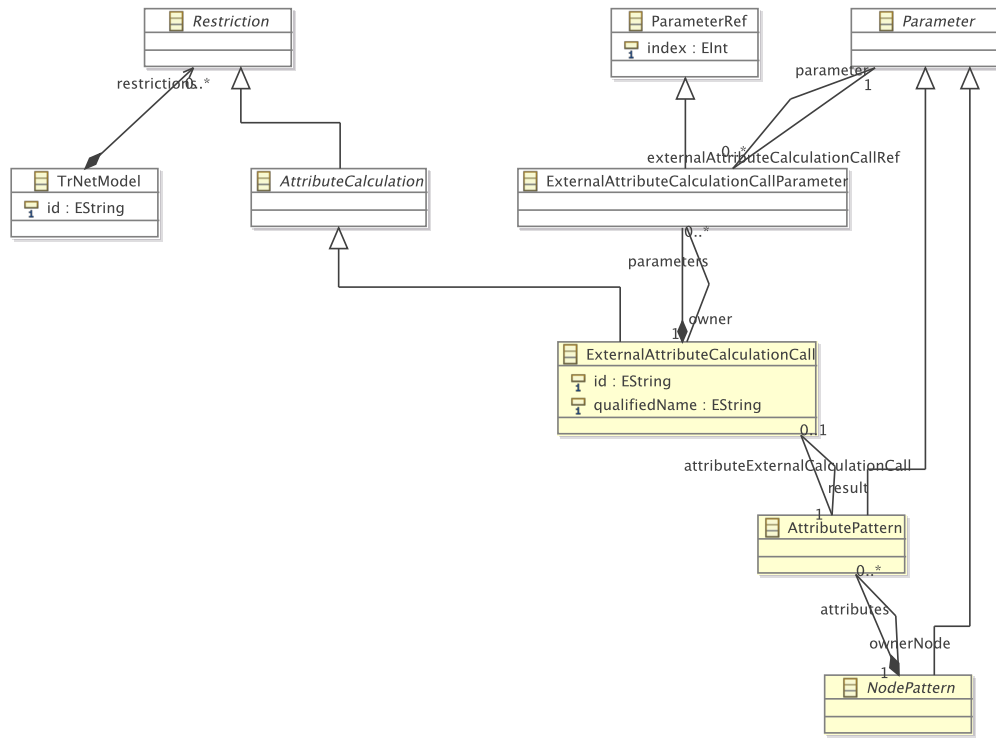 Restriction
ParameterRef
index : EInt
Parameter
restrictions
0..*
parameter
1
0..*
externalAttributeCalculationCallRef
TrNetModel
id : EString
AttributeCalculation
ExternalAttributeCalculationCallParameter
0..*
parameters
owner
1
ExternalAttributeCalculationCall
id : EString
qualifiedName : EString
0..1
attributeExternalCalculationCall
result
1
AttributePattern
0..*
attributes
ownerNode
1
NodePattern